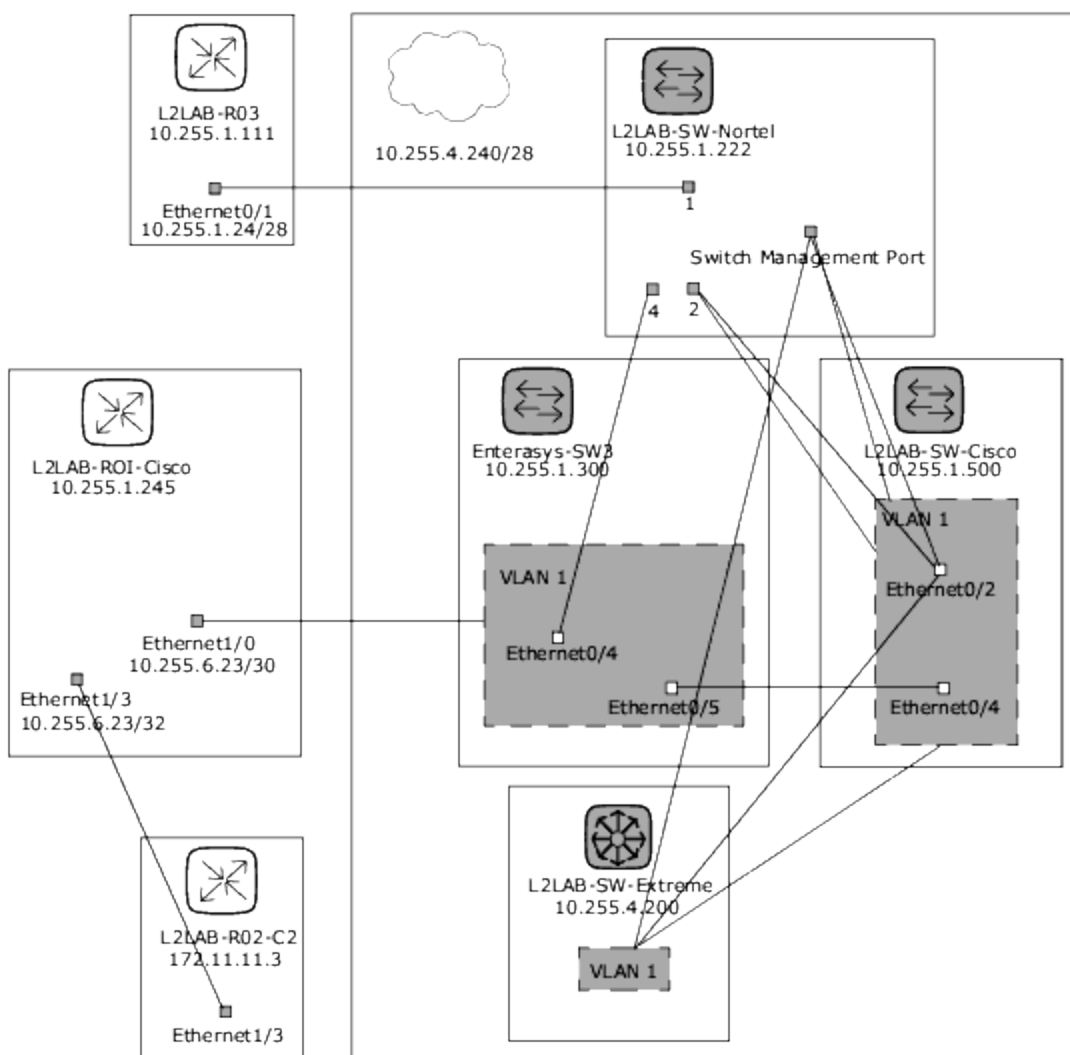 L2LAB-R03
10.255.1.111
Ethernet0/1
10.255.1.24/28
10.255.4.240/28
L2LAB-SW-Nortel
10.255.1.222
1
Switch Management Port
4
2
L2LAB-ROI-Cisco
10.255.1.245
Ethernet1/0
10.255.6.23/30
Ethernet1/3
10.255.6.23/32
Enterasys-SW3
10.255.1.300
VLAN 1
Ethernet0/4
Ethernet0/5
L2LAB-SW-Cisco
10.255.1.500
VLAN 1
Ethernet0/2
Ethernet0/4
L2LAB-R02-C2
172.11.11.3
Ethernet1/3
L2LAB-SW-Extreme
10.255.4.200
VLAN 1